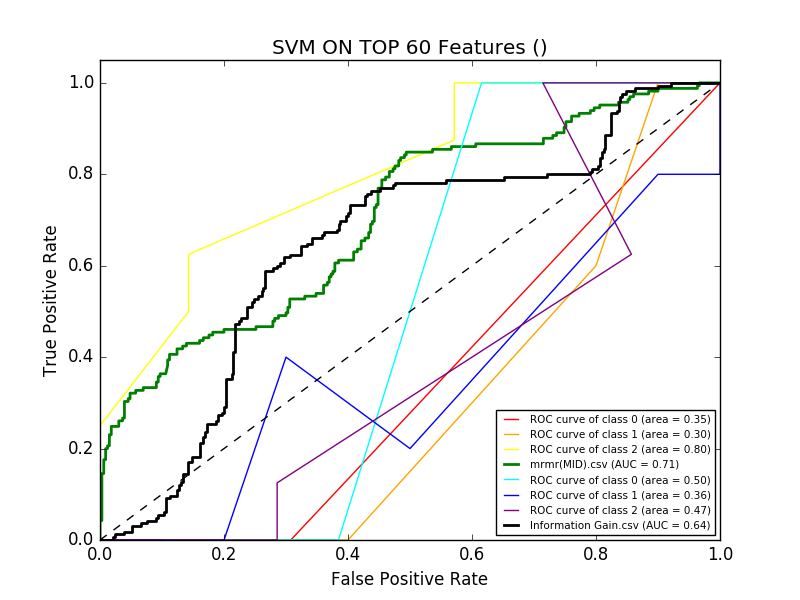 SVM ON TOP 60 Features ()
1.0
0.8
0.6
0.4
0.2
0.0
True Positive Rate
ROC curve of class 0 (area = 0.35)
ROC curve of class 1 (area = 0.30)
ROC curve of class 2 (area = 0.80)
mrmr(MID).csv (AUC = 0.71)
ROC curve of class 0 (area = 0.50)
ROC curve of class 1 (area = 0.36)
ROC curve of class 2 (area = 0.47)
Information Gain.csv (AUC = 0.64)
0.0 0.2 0.4 0.6 0.8 1.0
False Positive Rate